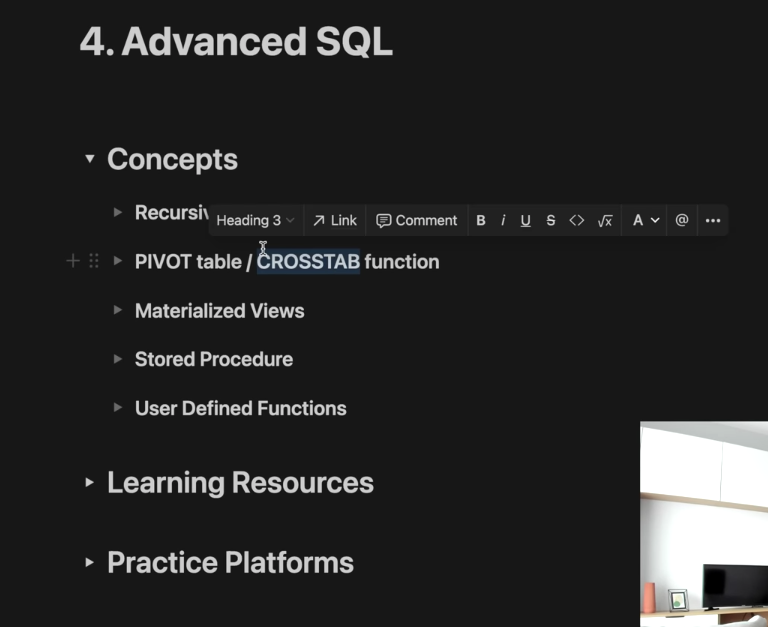 4. Advanced SQL
Concepts
Heading 3 Link Comment B i U S <> √x A @ •••
PIVOT table / CROSSTAB function
Materialized Views
Stored Procedure
User Defined Functions
Learning Resources
Practice Platforms